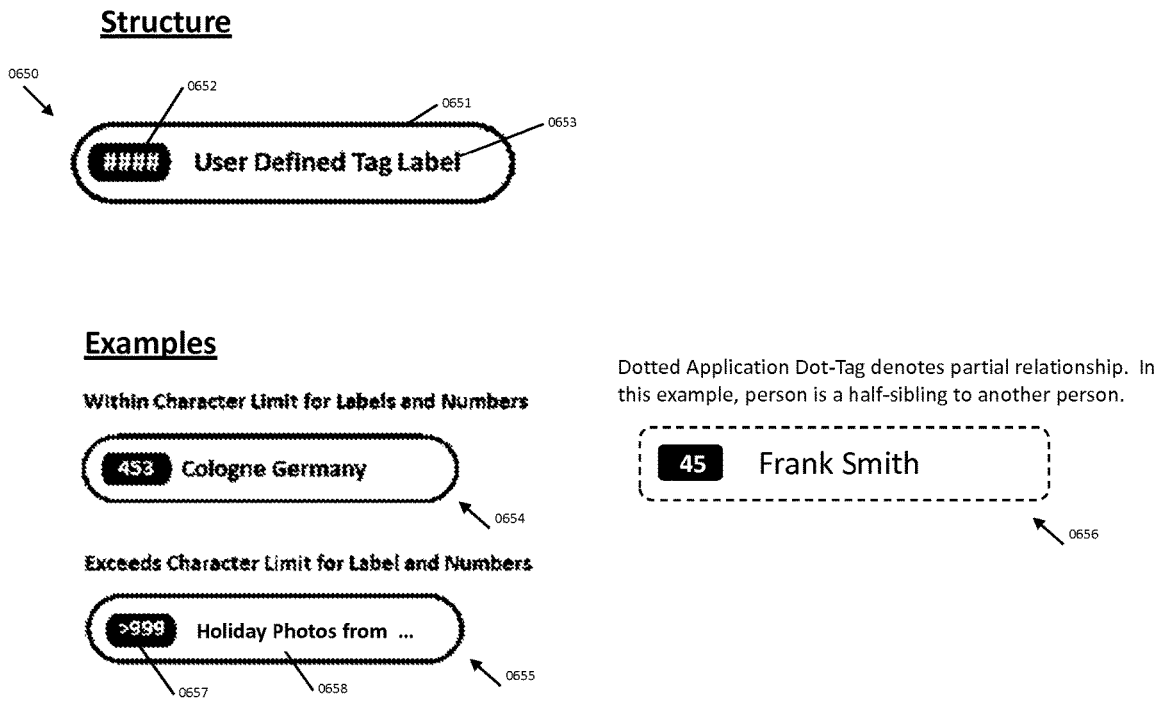 Structure
0650
0652
0651
0653
#### User Defined Tag Label
Examples
Within Character Limit for Labels and Numbers
453 Cologne Germany
0654
Exceeds Character Limit for Label and Numbers
>999 Holiday Photos from ...
0655
0657
0658
Dotted Application Dot-Tag denotes partial relationship. In
this example, person is a half-sibling to another person.
45 Frank Smith
0656